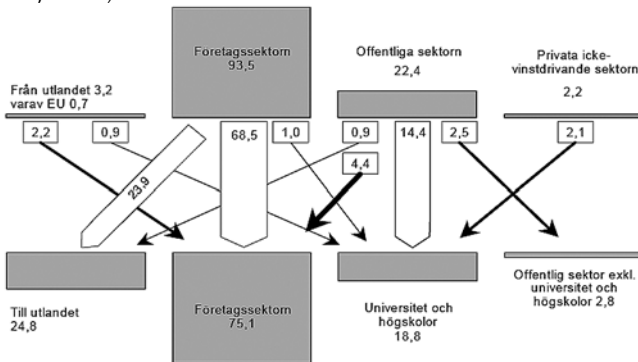 Företagssektorn
93,5
Offentliga sektorn
22,4
Privata icke-
vinstdrivande sektorn
2,2
Från utlandet 3,2
varav EU 0,7
2,2
0,9
68,5
1,0
0,9
14,4
2,5
2,1
4,4
23,9
Till utlandet
24,8
Företagssektorn
75,1
Universitet och
högskolor
18,8
Offentlig sektor exkl.
universitet och
högskolor 2,8